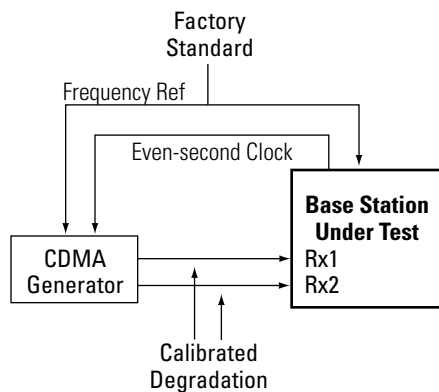 Factory
Standard
Frequency Ref
Even-second Clock
Base Station
Under Test
Rx1
Rx2
CDMA
Generator
Calibrated
Degradation